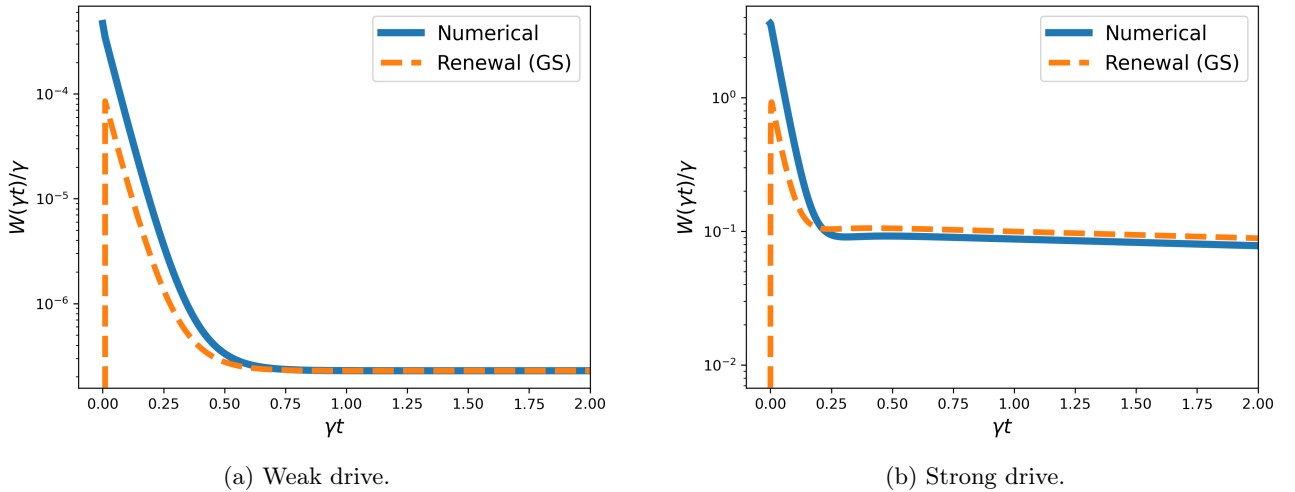 Numerical
Renewal (GS)
W(γt)/γ
10⁻⁴
10⁻⁵
10⁻⁶
0.00 0.25 0.50 0.75 1.00 1.25 1.50 1.75 2.00
γt
(a) Weak drive.
Numerical
Renewal (GS)
W(γt)/γ
10⁰
10⁻¹
10⁻²
0.00 0.25 0.50 0.75 1.00 1.25 1.50 1.75 2.00
γt
(b) Strong drive.